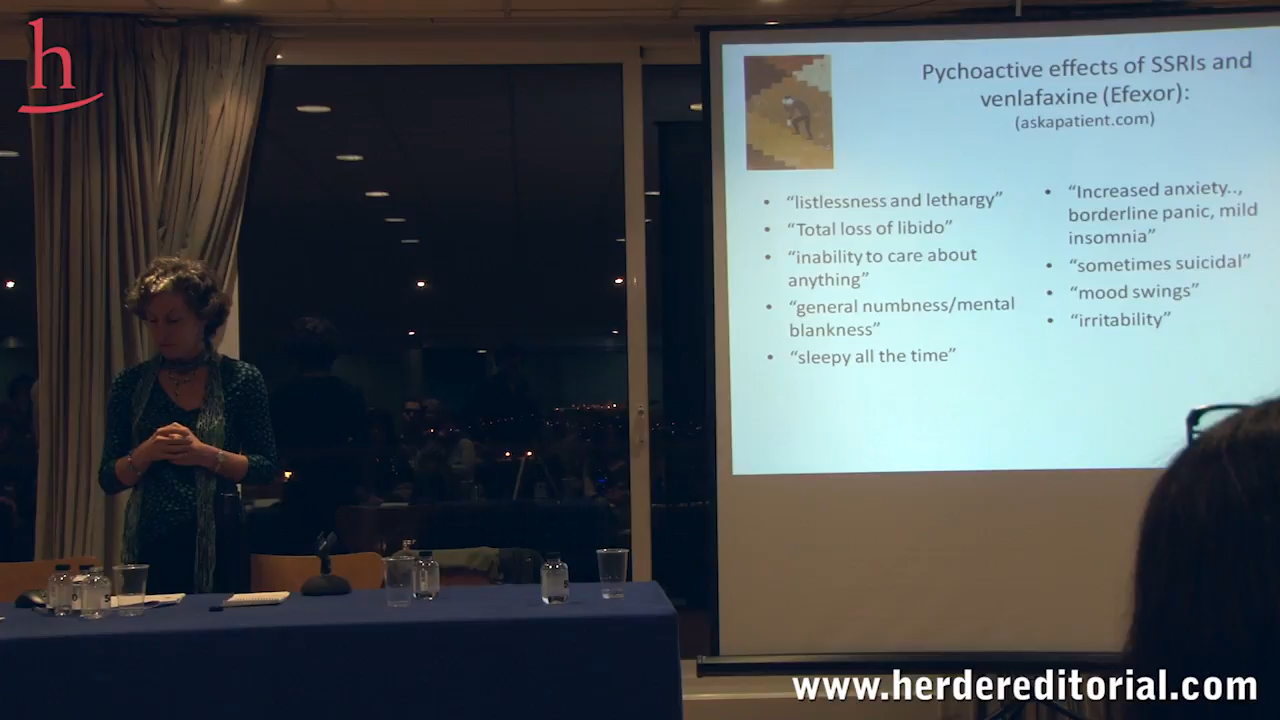 h
Pychoactive effects of SSRIs and
venlafaxine (Efexor):
(askapatient.com)
• “listlessness and lethargy”
• “Total loss of libido”
• “inability to care about
anything”
• “general numbness/mental
blankness”
• “sleepy all the time”
• “Increased anxiety..,
borderline panic, mild
insomnia”
• “sometimes suicidal”
• “mood swings”
• “irritability”
www.herdereditorial.com